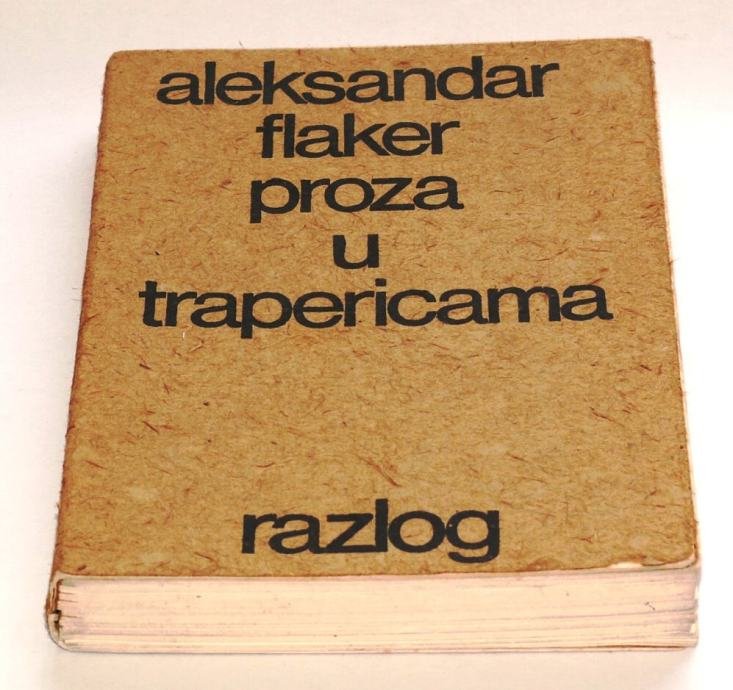 aleksandar
flaker
proza
u
trapericama
razlog